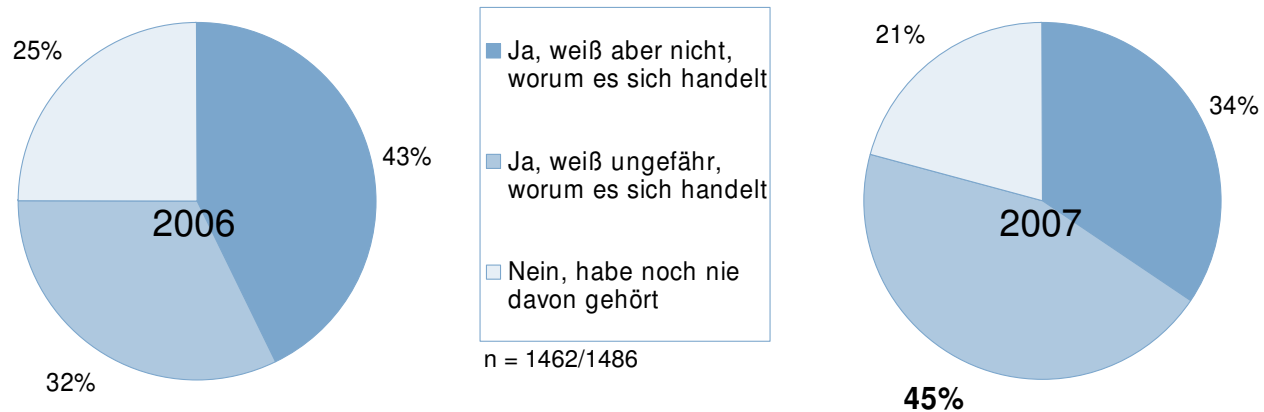 25%
43%
2006
32%
Ja, weiß aber nicht,
worum es sich handelt
Ja, weiß ungefähr,
worum es sich handelt
Nein, habe noch nie
davon gehört
n = 1462/1486
21%
34%
2007
45%